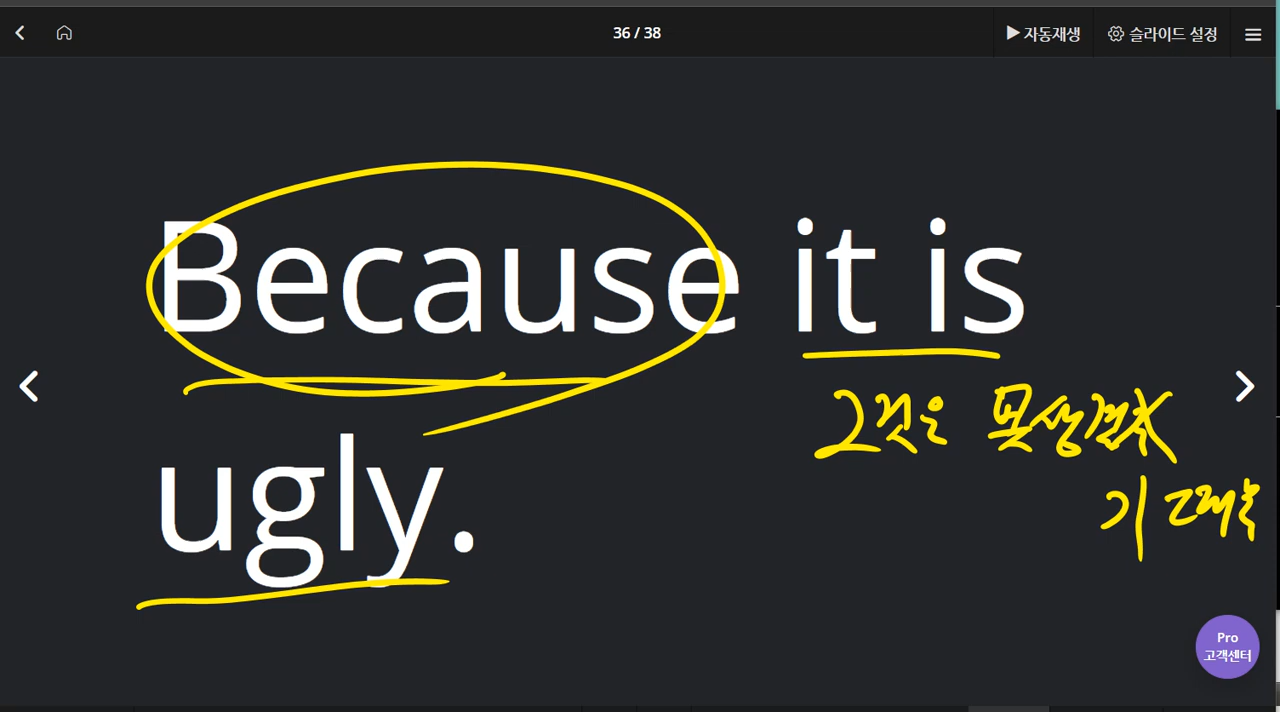 36 / 38
▶ 자동재생
슬라이드 설정
Because it is
그것은 못생겼
기 때문
ugly.
Pro
고객센터